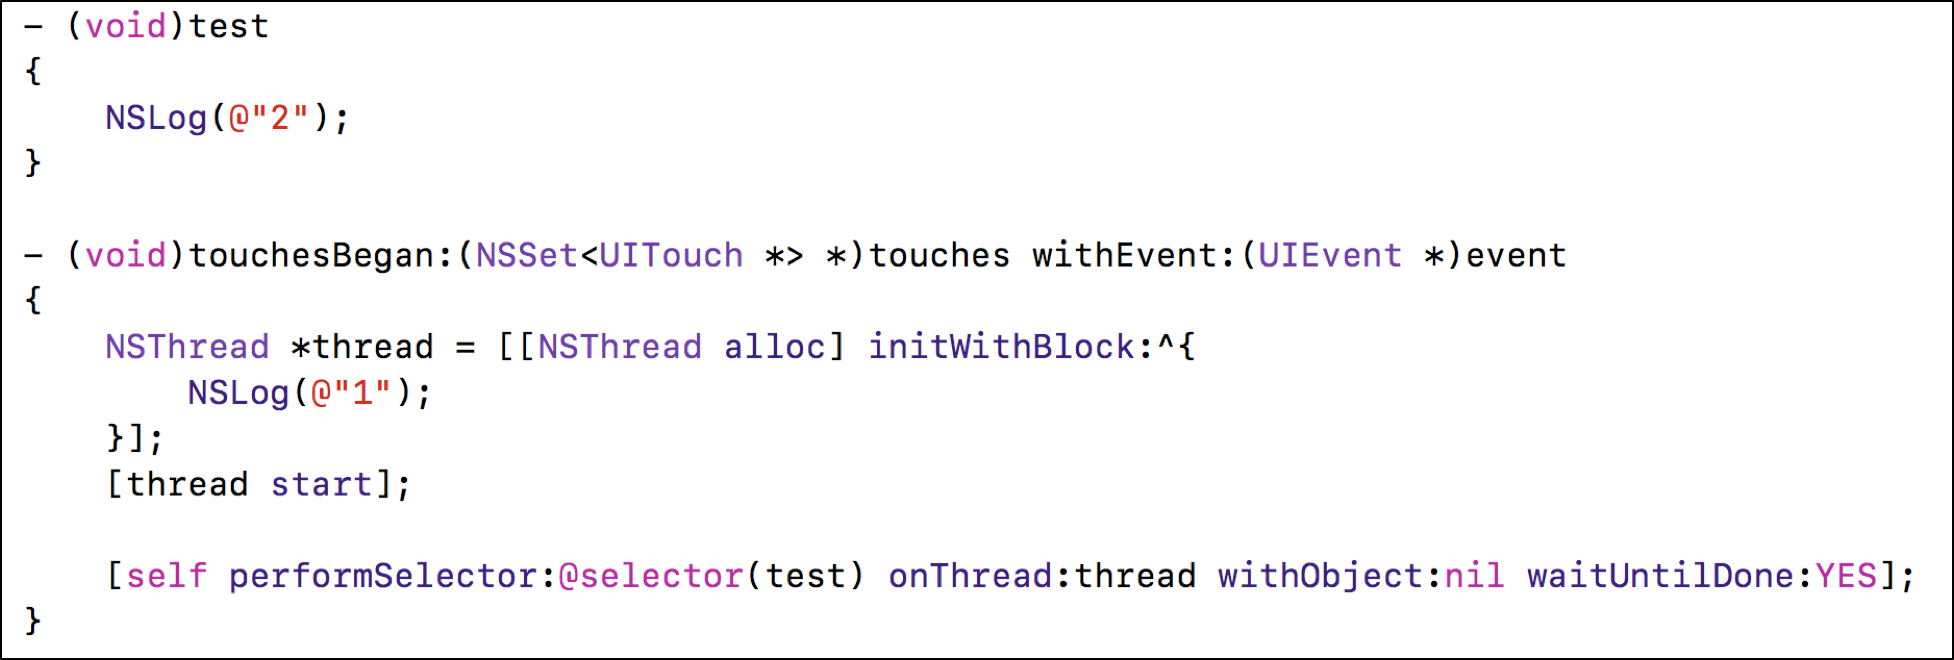 - (void)test
{
    NSLog(@"2");
}

- (void)touchesBegan:(NSSet<UITouch *> *)touches withEvent:(UIEvent *)event
{
    NSThread *thread = [[NSThread alloc] initWithBlock:^{
        NSLog(@"1");
    }];
    [thread start];

    [self performSelector:@selector(test) onThread:thread withObject:nil waitUntilDone:YES];
}